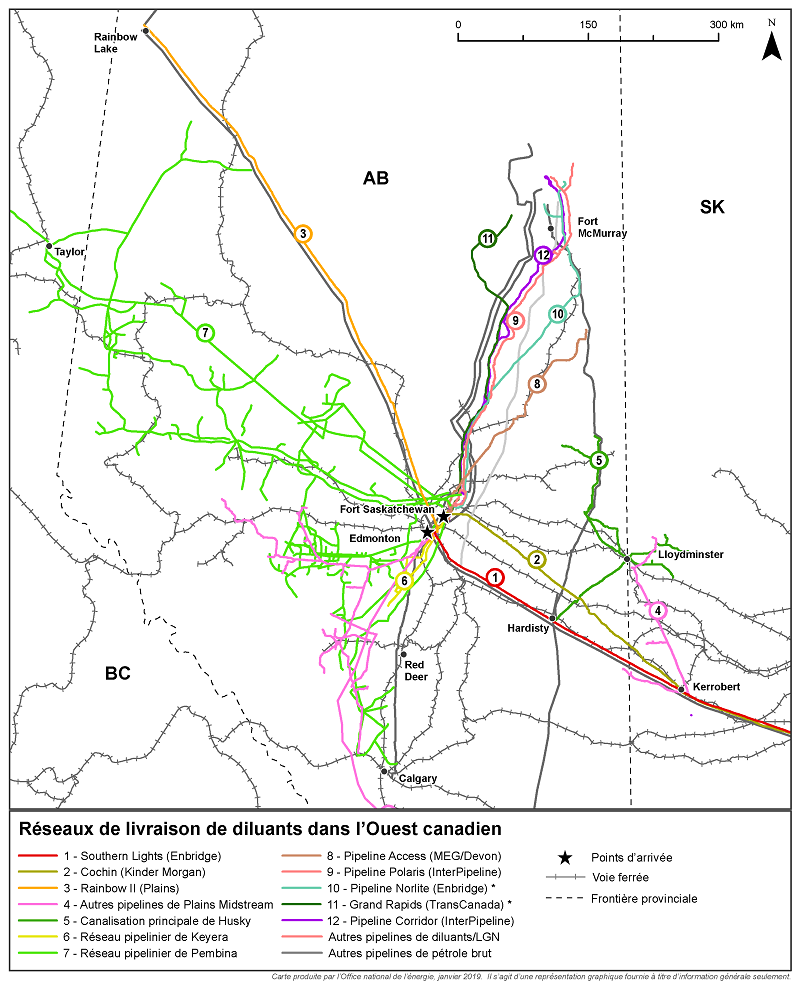 0 150 300 km
N
Rainbow
Lake
AB
SK
3
11
Fort
McMurray
12
Taylor
7
9
10
8
5
Fort Saskatchewan
Edmonton
2
Lloydminster
1
6
4
Hardisty
Red
Deer
BC
Kerrobert
Calgary
Réseaux de livraison de diluants dans l'Ouest canadien
1 - Southern Lights (Enbridge)
2 - Cochin (Kinder Morgan)
3 - Rainbow II (Plains)
4 - Autres pipelines de Plains Midstream
5 - Canalisation principale de Husky
6 - Réseau pipelinier de Keyera
7 - Réseau pipelinier de Pembina
8 - Pipeline Access (MEG/Devon)
9 - Pipeline Polaris (InterPipeline)
10 - Pipeline Norlite (Enbridge) *
11 - Grand Rapids (TransCanada) *
12 - Pipeline Corridor (InterPipeline)
Autres pipelines de diluants/LGN
Autres pipelines de pétrole brut
Points d'arrivée
Voie ferrée
Frontière provinciale
Carte produite par l'Office national de l'énergie, janvier 2019. Il s'agit d'une représentation graphique fournie à titre d'information générale seulement.